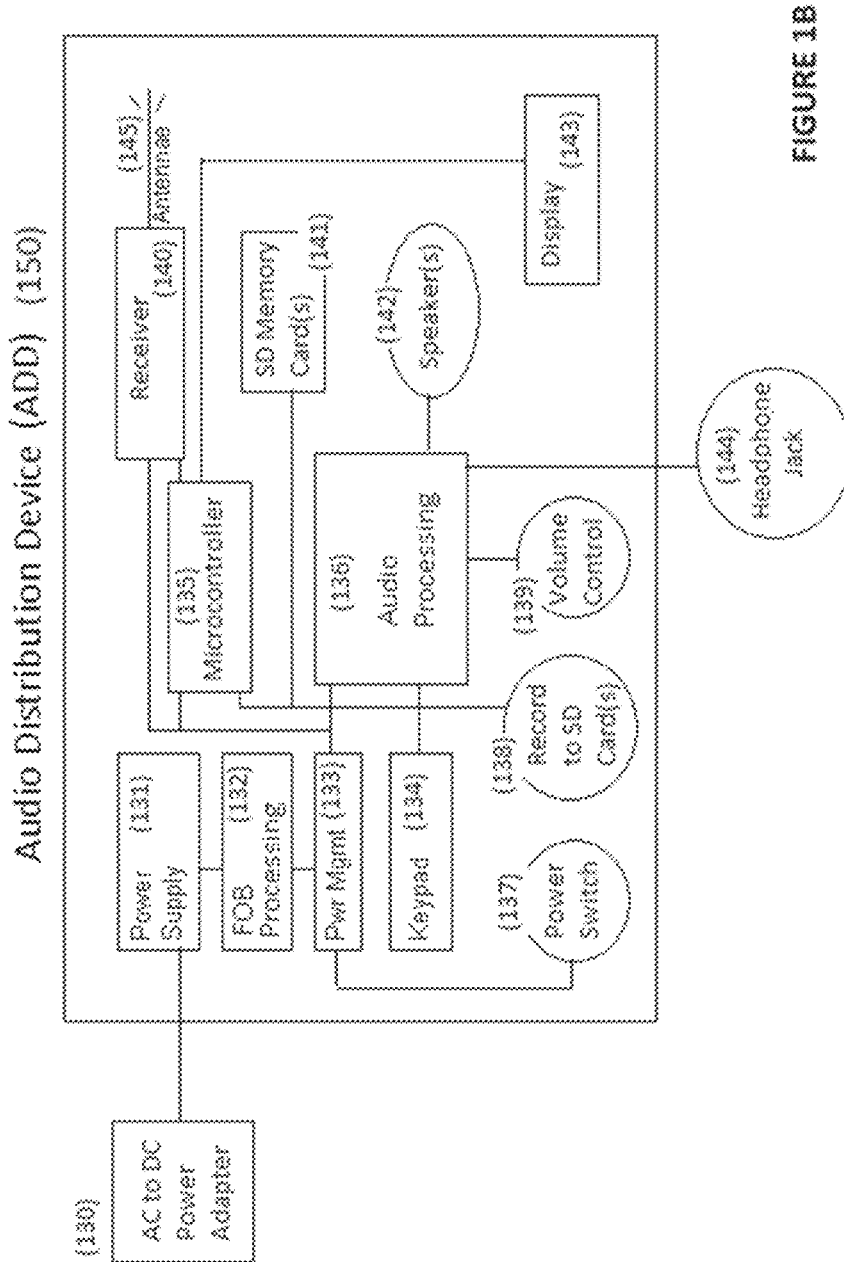 Audio Distribution Device (ADD) (150)
(130)
AC to DC
Power
Adapter
Power (131)
Supply
FOB (132)
Processing
Pwr Mgmt (133)
Keypad (134)
(137)
Power
Switch
(135)
Microcontroller
Receiver
(140)
(145)
Antennae
SD Memory
Card(s)
(141)
(136)
Audio
Processing
(142)
Speaker(s)
(138)
Record
to SD
Card(s)
(139)
Volume
Control
Display
(143)
(144)
Headphone
Jack
FIGURE 1B